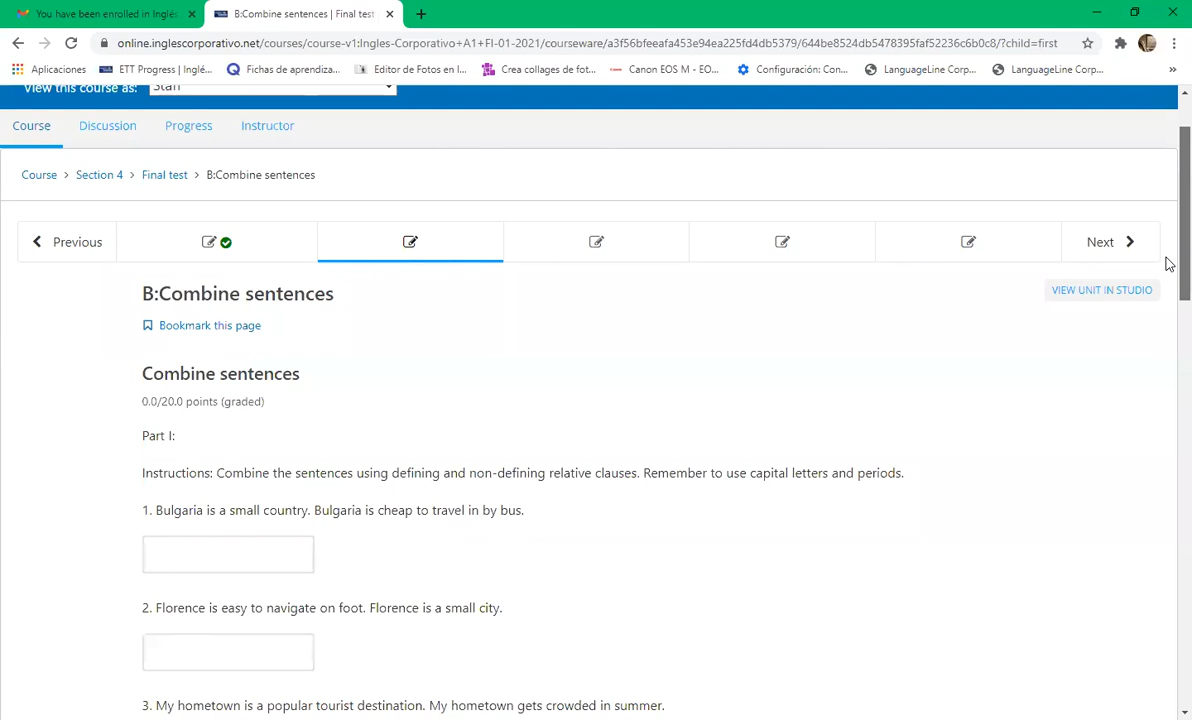 You have been enrolled in Inglés
B:Combine sentences | Final test
online.inglescorporativo.net/courses/course-v1:Ingles-Corporativo+A1+FI-01-2021/courseware/a3f56bfeeafa453e94ea225fd4db5379/644be8524db5478395faf52236c6b0c8/?child=first
Aplicaciones ETT Progress | Inglé... Fichas de aprendiza... Editor de Fotos en l... Crea collages de fot... Canon EOS M - EO... Configuración: Con... LanguageLine Corp... LanguageLine Corp... »
View this course as: Staff
Course Discussion Progress Instructor
Course > Section 4 > Final test > B:Combine sentences
Previous Next
VIEW UNIT IN STUDIO
B:Combine sentences
Bookmark this page
Combine sentences
0.0/20.0 points (graded)
Part I:
Instructions: Combine the sentences using defining and non-defining relative clauses. Remember to use capital letters and periods.
1. Bulgaria is a small country. Bulgaria is cheap to travel in by bus.
2. Florence is easy to navigate on foot. Florence is a small city.
3. My hometown is a popular tourist destination. My hometown gets crowded in summer.